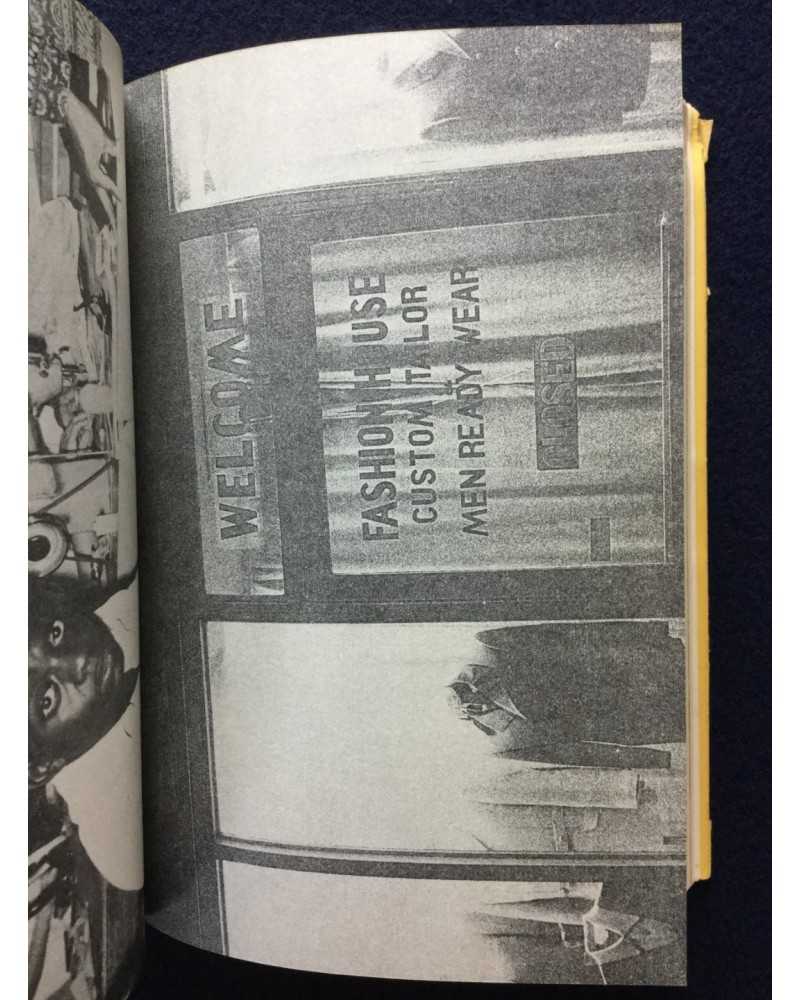 WELCOME
FASHION HOUSE
CUSTOM TAILOR
MEN READY WEAR
CLOSED